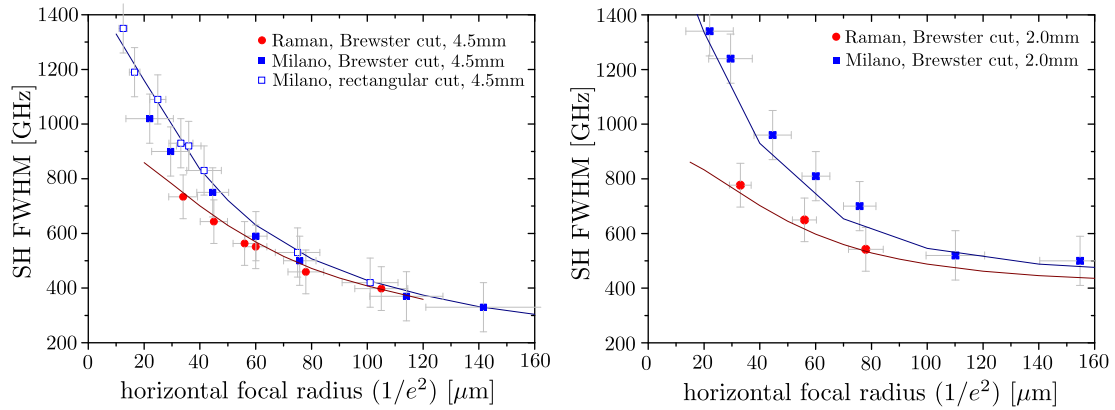 1400
1200
1000
800
600
400
200
SH FWHM [GHz]
Raman, Brewster cut, 4.5mm
Milano, Brewster cut, 4.5mm
Milano, rectangular cut, 4.5mm
0 20 40 60 80 100 120 140 160
horizontal focal radius (1/e²) [μm]
1400
1200
1000
800
600
400
200
SH FWHM [GHz]
Raman, Brewster cut, 2.0mm
Milano, Brewster cut, 2.0mm
0 20 40 60 80 100 120 140 160
horizontal focal radius (1/e²) [μm]